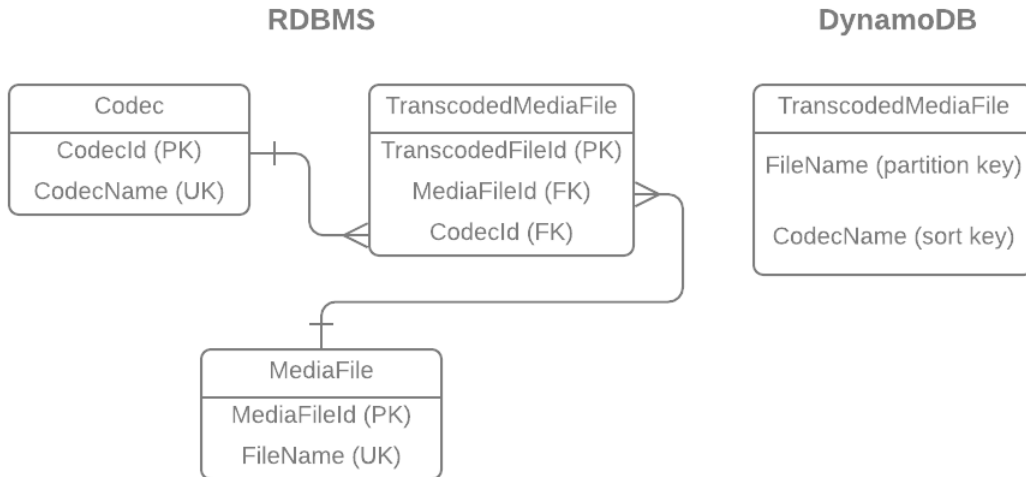 RDBMS
DynamoDB
Codec
CodecId (PK)
CodecName (UK)
TranscodedMediaFile
TranscodedFileId (PK)
MediaFileId (FK)
CodecId (FK)
TranscodedMediaFile
FileName (partition key)
CodecName (sort key)
MediaFile
MediaFileId (PK)
FileName (UK)